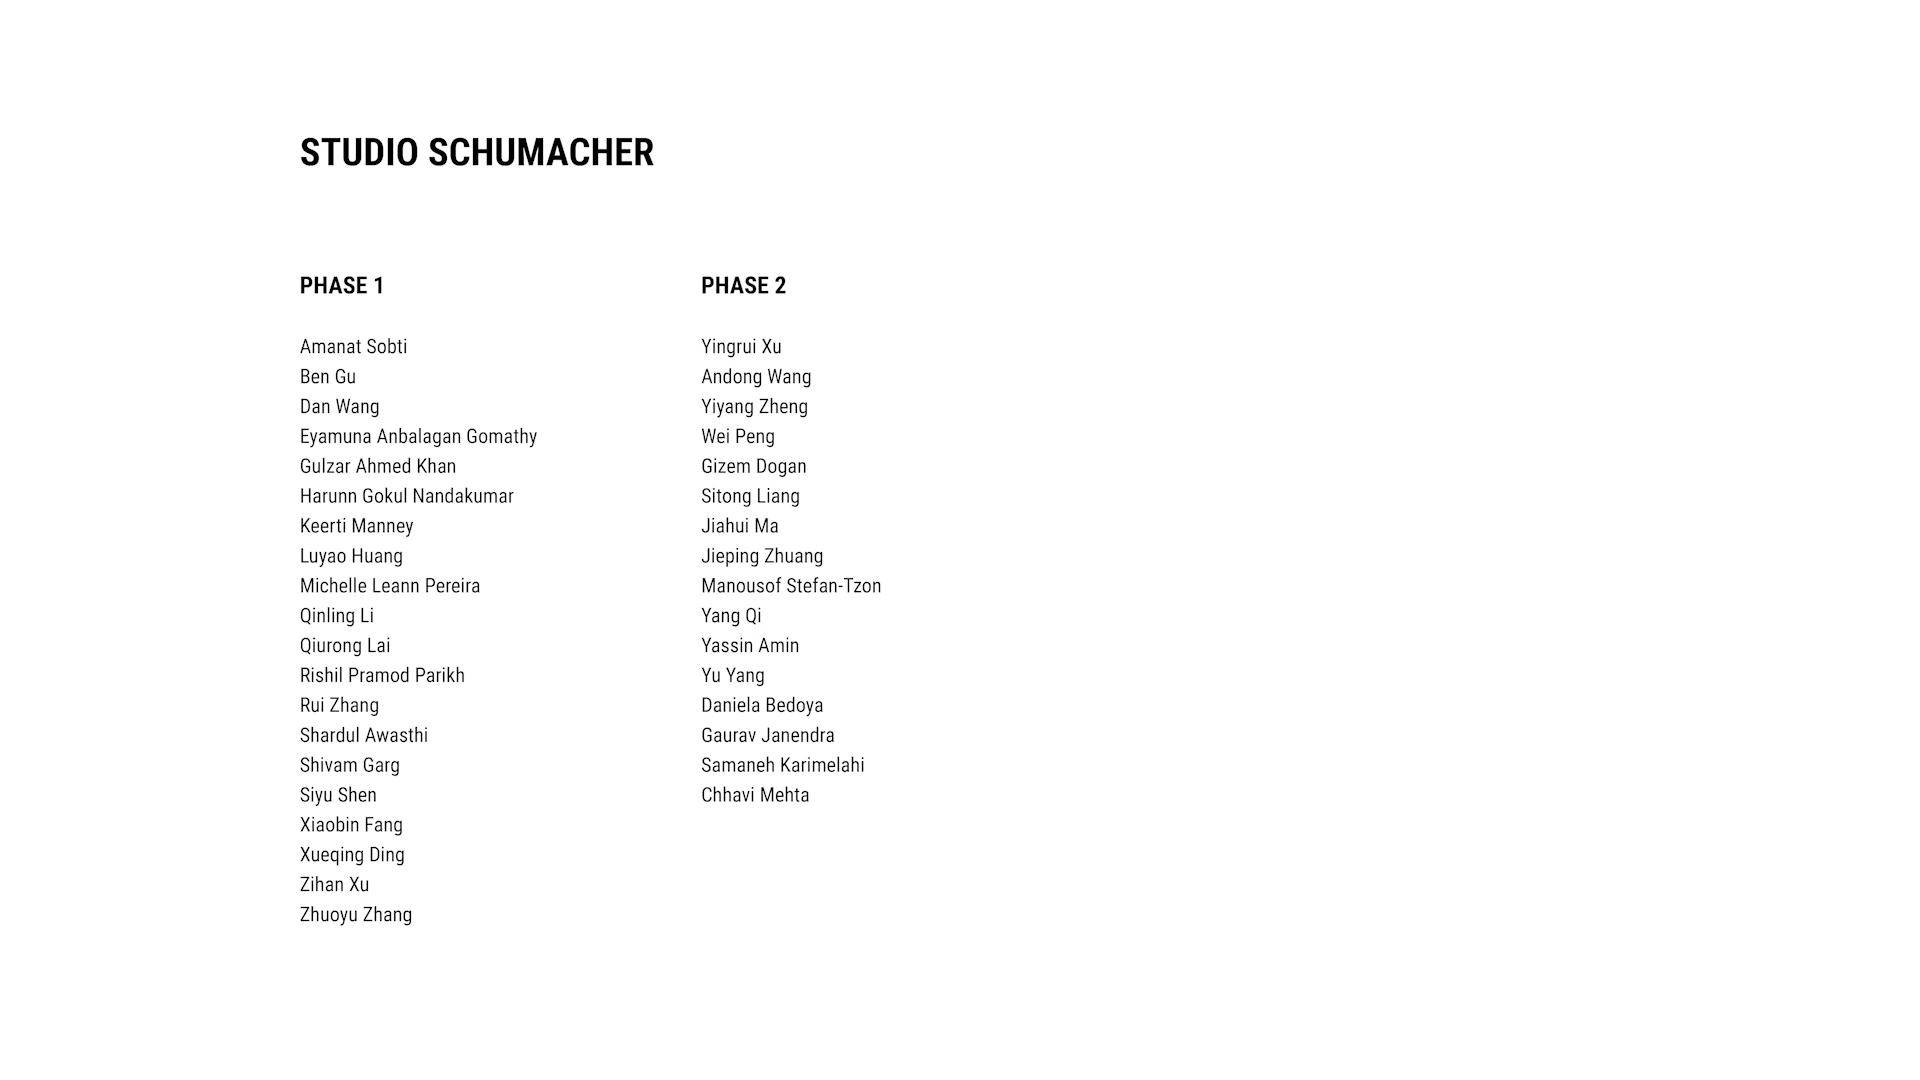 STUDIO SCHUMACHER
PHASE 1
Amanat Sobti
Ben Gu
Dan Wang
Eyamuna Anbalagan Gomathy
Gulzar Ahmed Khan
Harunn Gokul Nandakumar
Keerti Manney
Luyao Huang
Michelle Leann Pereira
Qinling Li
Qiurong Lai
Rishil Pramod Parikh
Rui Zhang
Shardul Awasthi
Shivam Garg
Siyu Shen
Xiaobin Fang
Xueqing Ding
Zihan Xu
Zhuoyu Zhang
PHASE 2
Yingrui Xu
Andong Wang
Yiyang Zheng
Wei Peng
Gizem Dogan
Sitong Liang
Jiahui Ma
Jieping Zhuang
Manousof Stefan-Tzon
Yang Qi
Yassin Amin
Yu Yang
Daniela Bedoya
Gaurav Janendra
Samaneh Karimelahi
Chhavi Mehta